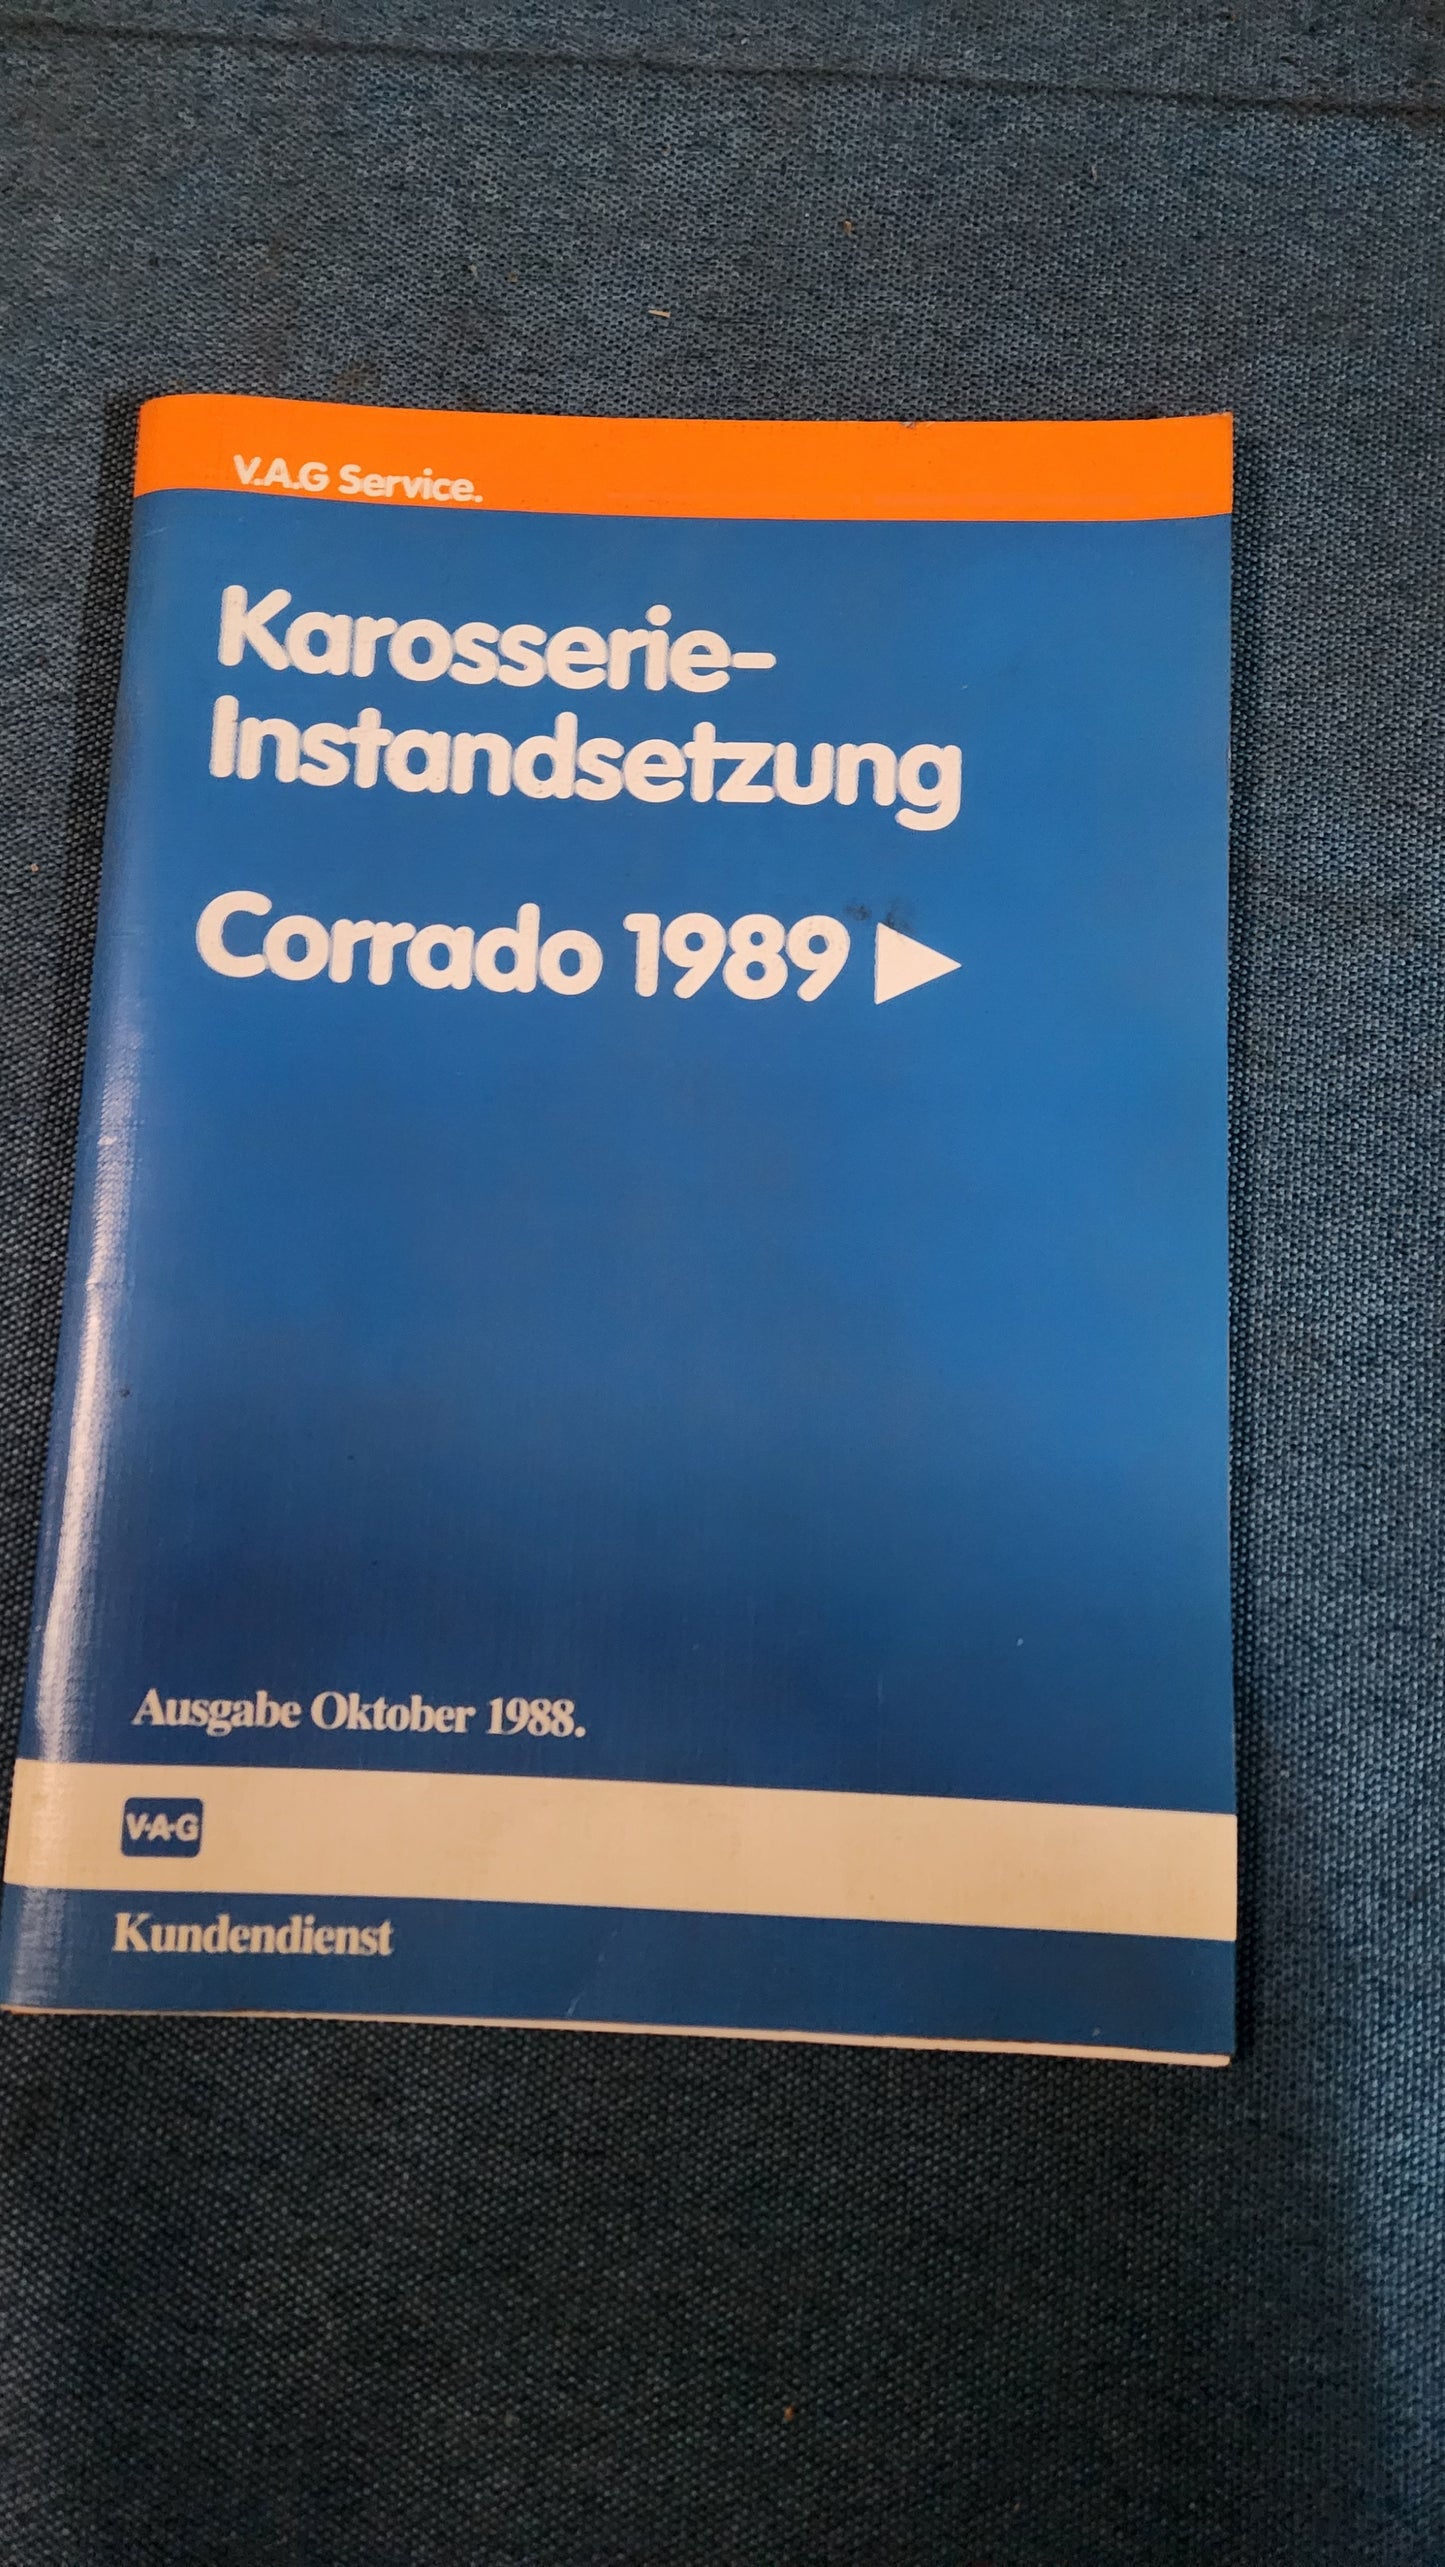 V.A.G Service.
Karosserie-
Instandsetzung
Corrado 1989 ▶
Ausgabe Oktober 1988.
V·A·G
Kundendienst